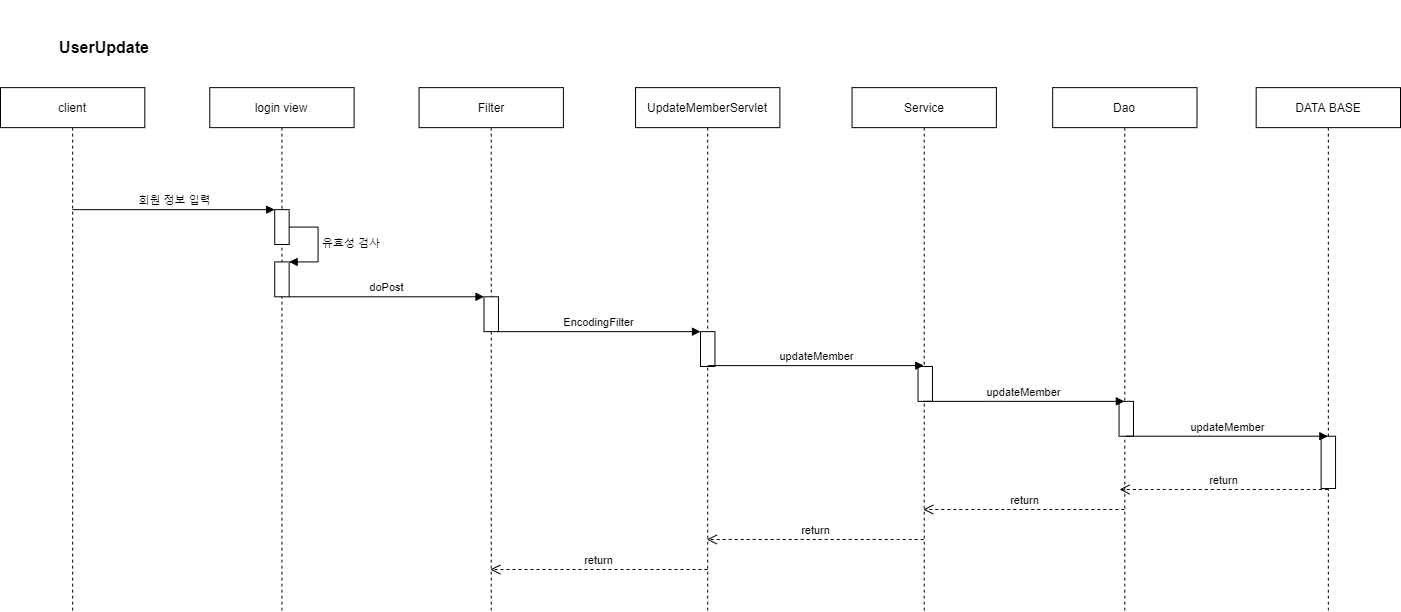 UserUpdate
client
login view
Filter
UpdateMemberServlet
Service
Dao
DATA BASE
회원 정보 입력
유효성 검사
doPost
EncodingFilter
updateMember
updateMember
updateMember
return
return
return
return